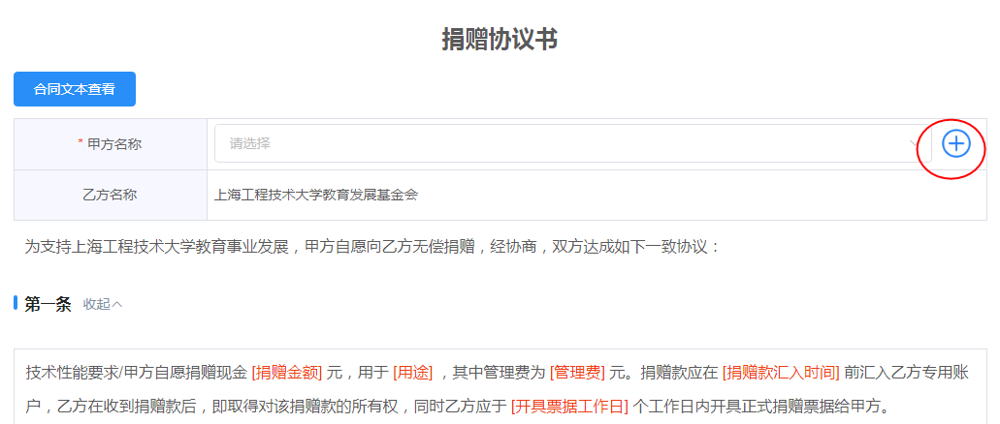 捐赠协议书
合同文本查看
* 甲方名称 请选择
乙方名称 上海工程技术大学教育发展基金会
为支持上海工程技术大学教育事业发展，甲方自愿向乙方无偿捐赠，经协商，双方达成如下一致协议：
第一条 收起
技术性能要求/甲方自愿捐赠现金 [捐赠金额] 元，用于 [用途] ，其中管理费为 [管理费] 元。捐赠款应在 [捐赠款汇入时间] 前汇入乙方专用账
户，乙方在收到捐赠款后，即取得对该捐赠款的所有权，同时乙方应于 [开具票据工作日] 个工作日内开具正式捐赠票据给甲方。